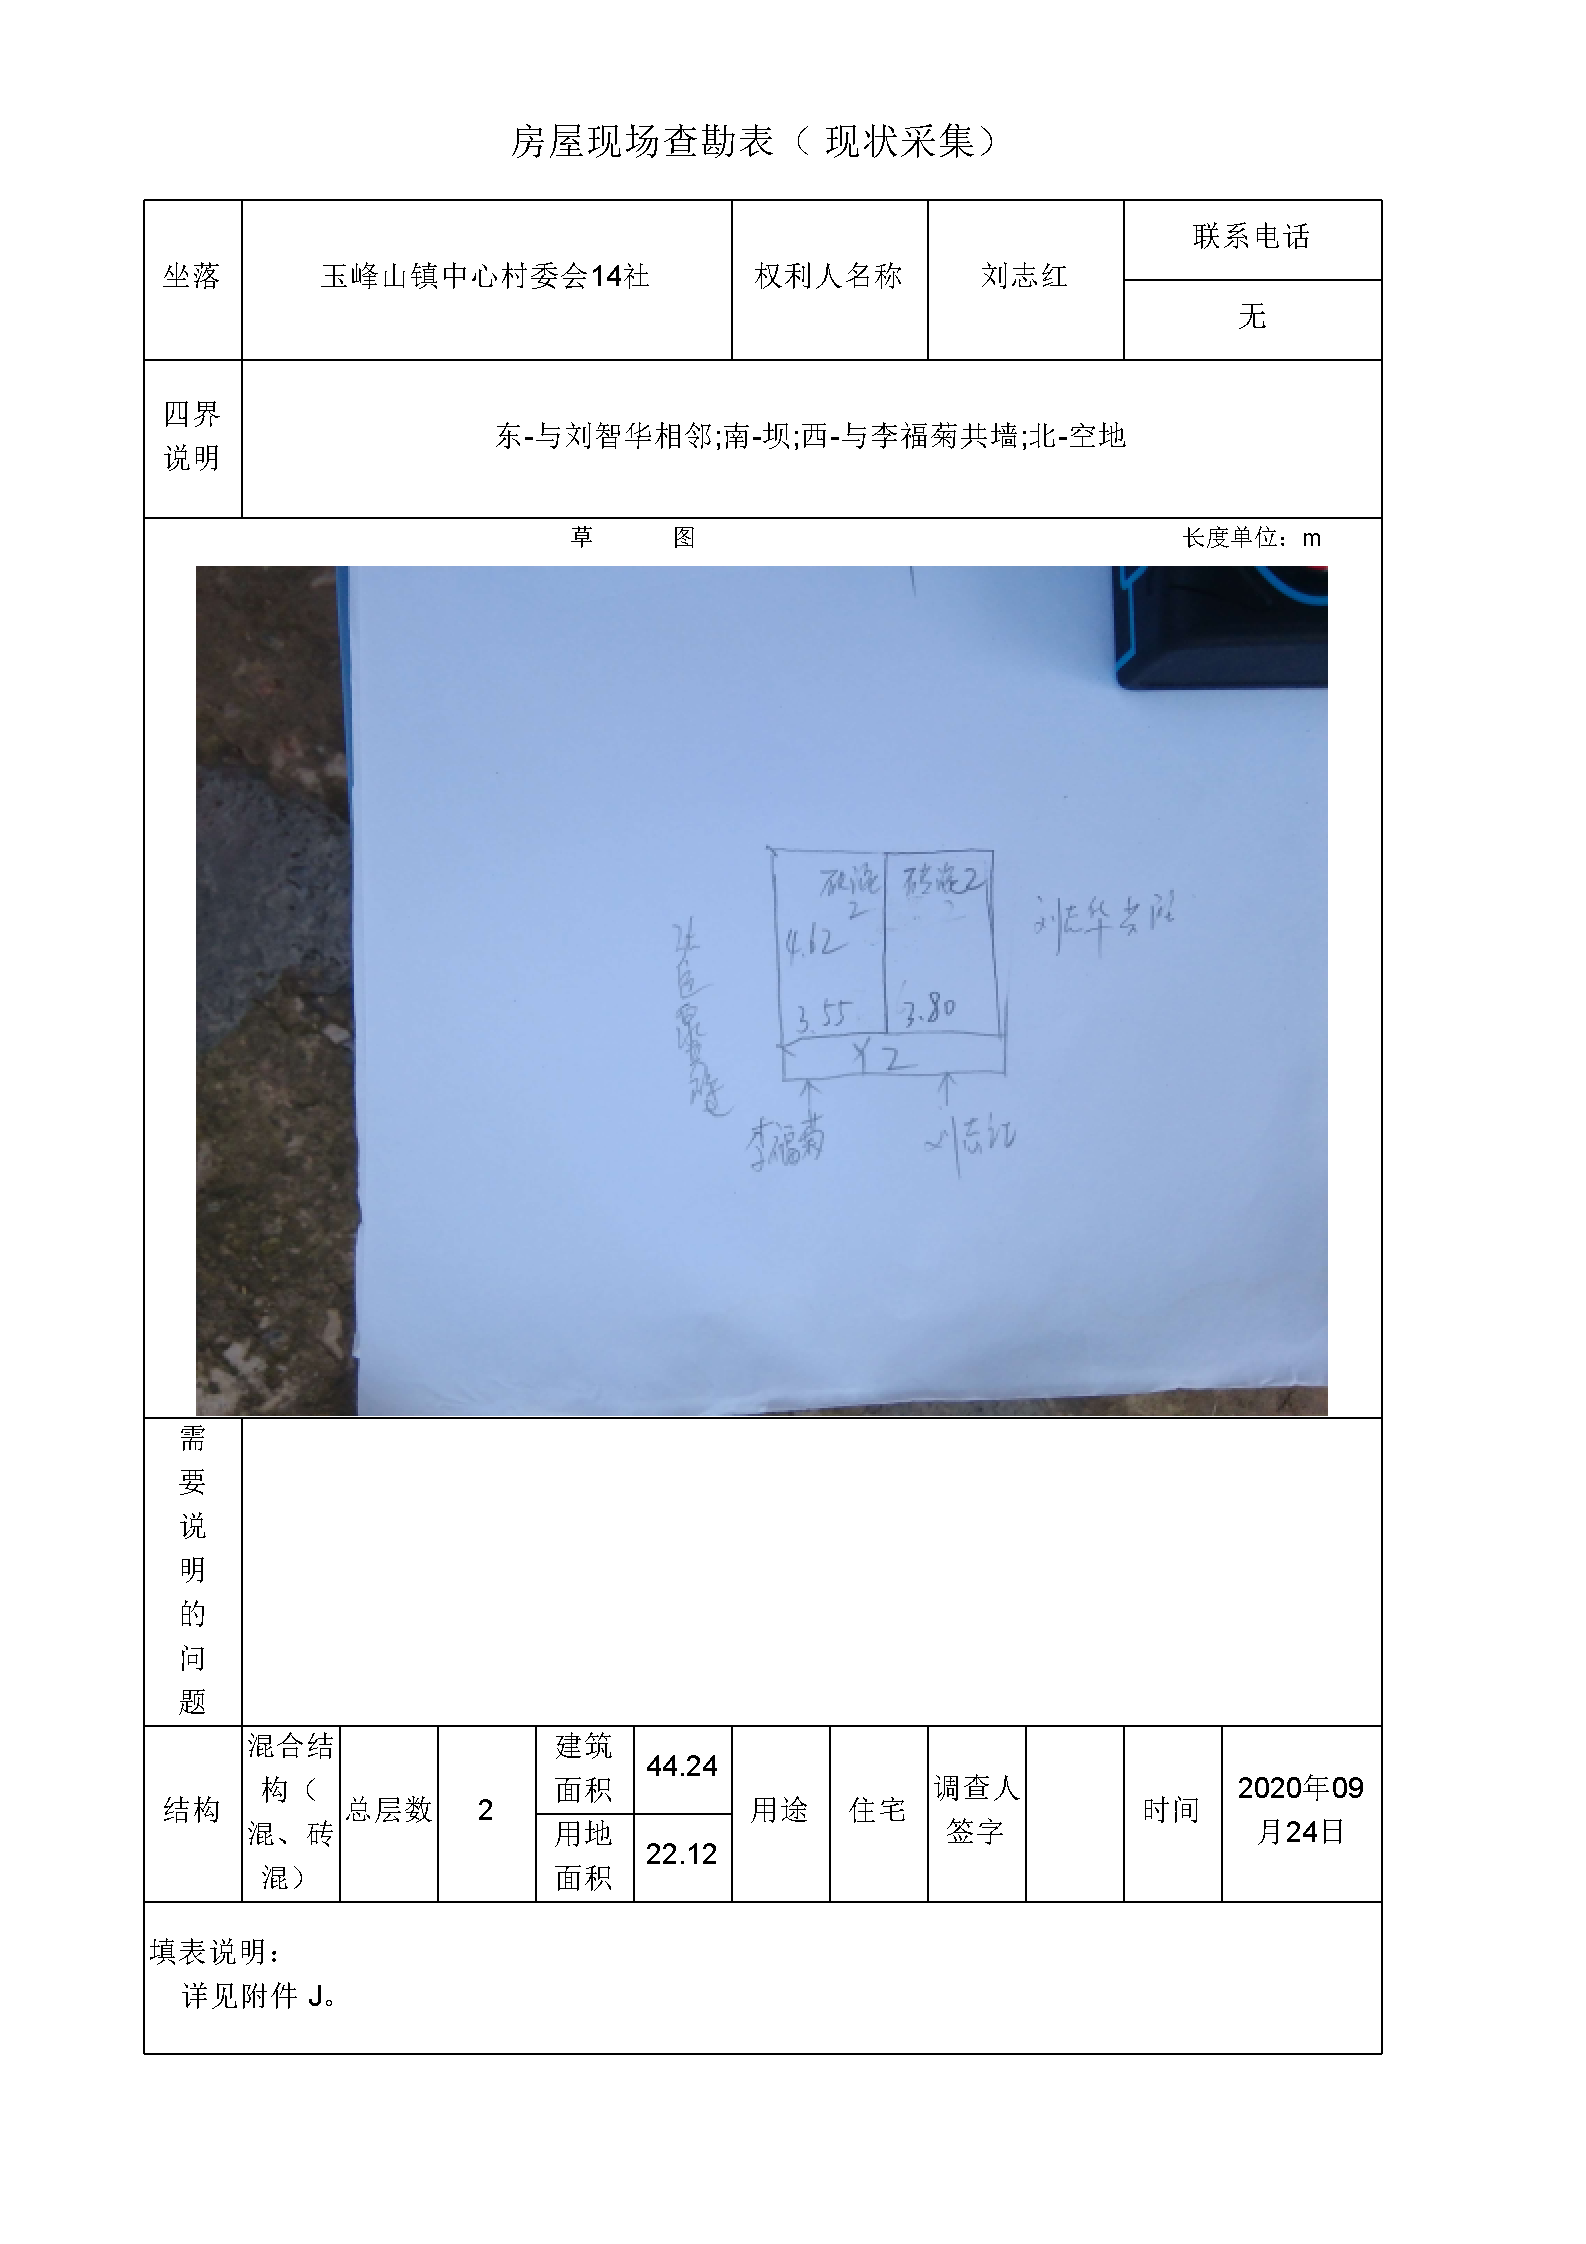 房屋现场查勘表（ 现状采集）
坐落
玉峰山镇中心村委会14社
权利人名称
刘志红
联系电话
无
四界
说明
东-与刘智华相邻;南-坝;西-与李福菊共墙;北-空地
草 图
长度单位：m
砖混
2
砖混2
2
4.62
3.55
3.80
Y 2
刘志华共
李福菊
刘志红
需
要
说
明
的
问
题
结构
混合结
构（
混、砖
混）
总层数
2
建筑
面积
44.24
用地
面积
22.12
用途
住宅
调查人
签字
时间
2020年09
月24日
填表说明：
详见附件 J。